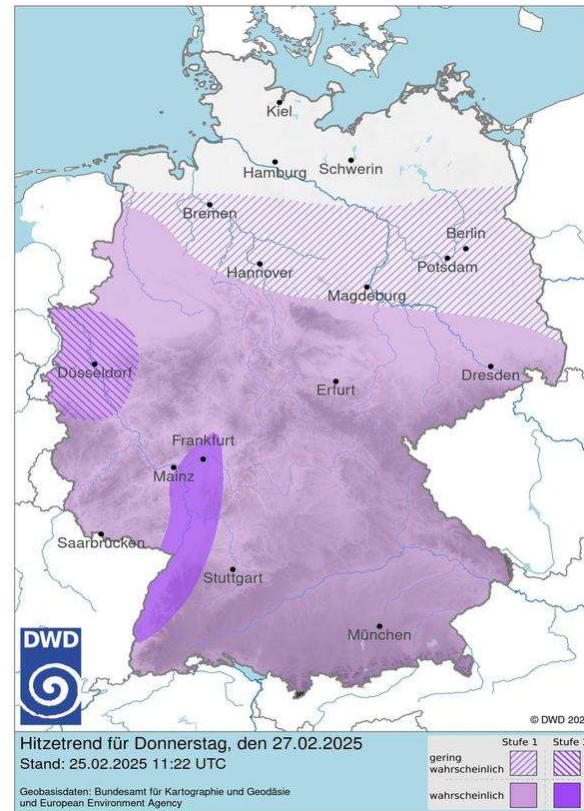 Kiel
Hamburg
Schwerin
Bremen
Berlin
Hannover
Potsdam
Magdeburg
Düsseldorf
Erfurt
Dresden
Frankfurt
Mainz
Saarbrücken
Stuttgart
München
DWD
© DWD 202
Hitzetrend für Donnerstag, den 27.02.2025
Stand: 25.02.2025 11:22 UTC
Geobasisdaten: Bundesamt für Kartographie und Geodäsie
und European Environment Agency
Stufe 1 Stufe
gering
wahrscheinlich
wahrscheinlich